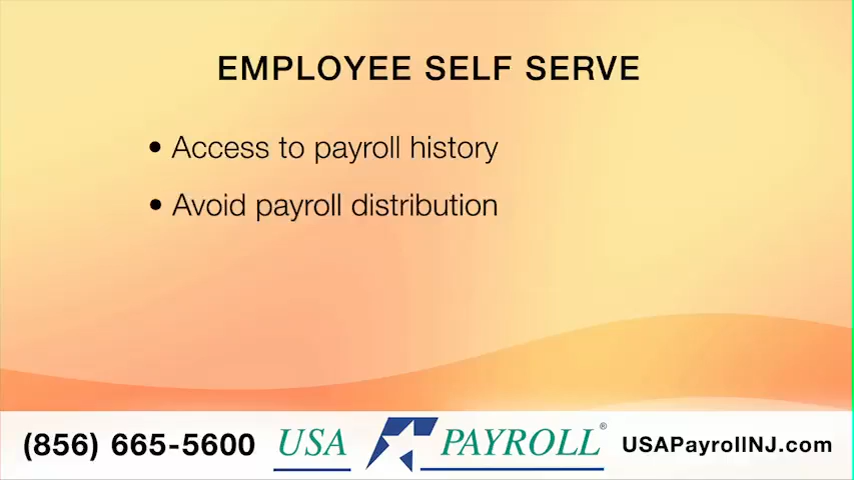 EMPLOYEE SELF SERVE
• Access to payroll history
• Avoid payroll distribution
(856) 665-5600 USA PAYROLL® USAPayrollNJ.com